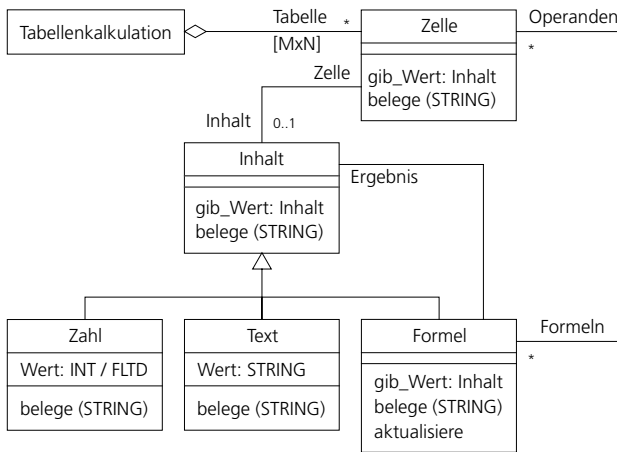 Tabellenkalkulation
Tabelle
*
[MxN]
Zelle
gib_Wert: Inhalt
belege (STRING)
Operanden
*
Zelle
Inhalt
0..1
Inhalt
gib_Wert: Inhalt
belege (STRING)
Ergebnis
Zahl
Wert: INT / FLTD
belege (STRING)
Text
Wert: STRING
belege (STRING)
Formel
gib_Wert: Inhalt
belege (STRING)
aktualisiere
Formeln
*